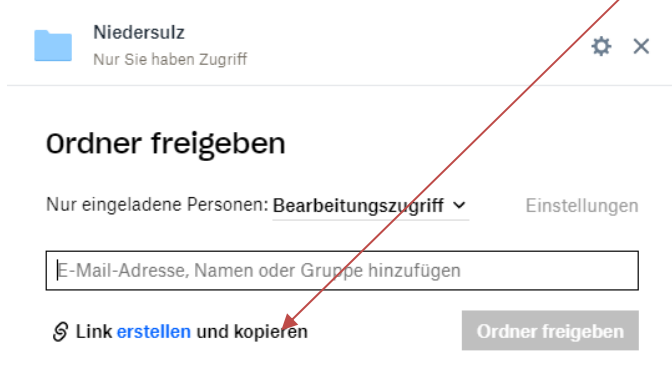 Niedersulz
Nur Sie haben Zugriff
Ordner freigeben
Nur eingeladene Personen: Bearbeitungszugriff Einstellungen
E-Mail-Adresse, Namen oder Gruppe hinzufügen
Link erstellen und kopieren Ordner freigeben